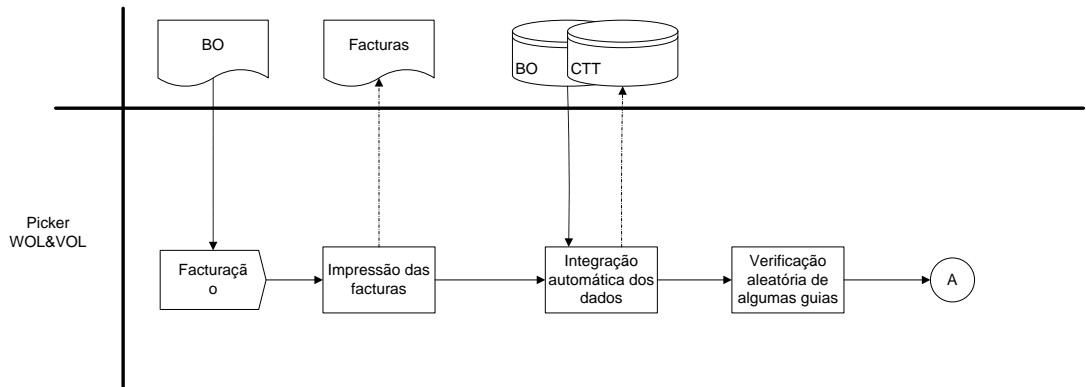 BO
Facturas
BO
CTT
Picker
WOL&VOL
Facturaçã
o
Impressão das
facturas
Integração
automática dos
dados
Verificação
aleatória de
algumas guias
A